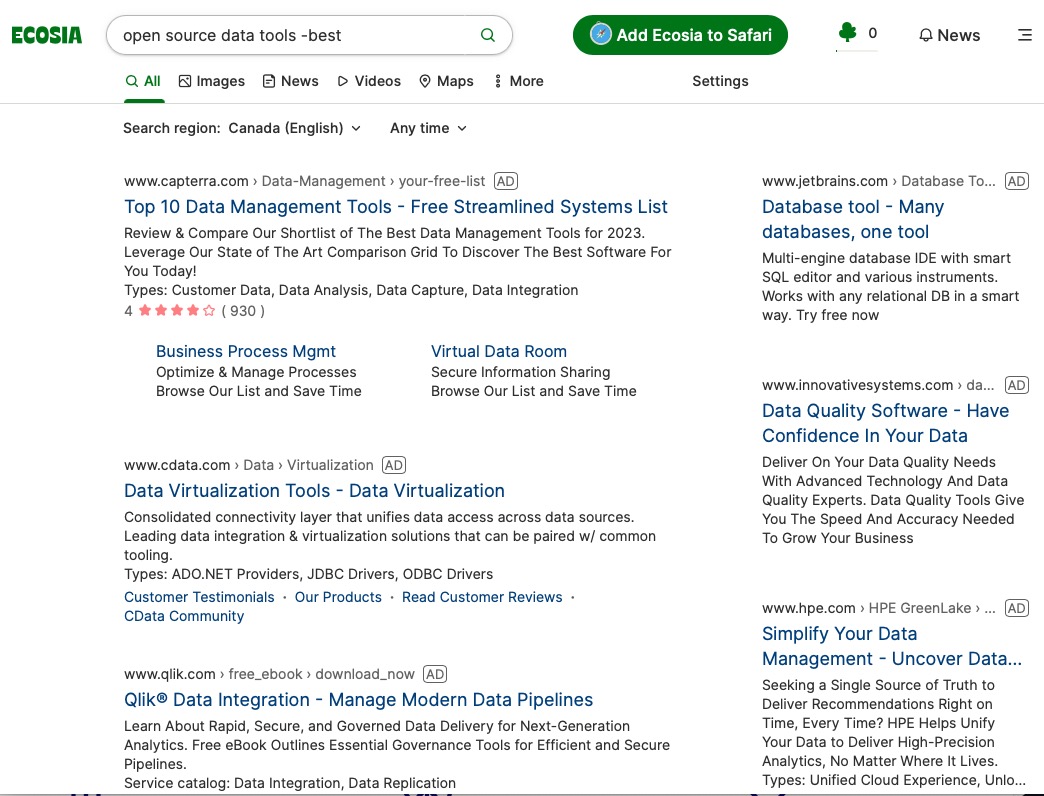 ECOSIA
open source data tools -best
Add Ecosia to Safari
0
News
All
Images
News
Videos
Maps
More
Settings
Search region: Canada (English)
Any time
www.capterra.com › Data-Management › your-free-list AD
Top 10 Data Management Tools - Free Streamlined Systems List
Review & Compare Our Shortlist of The Best Data Management Tools for 2023.
Leverage Our State of The Art Comparison Grid To Discover The Best Software For
You Today!
Types: Customer Data, Data Analysis, Data Capture, Data Integration
4 ( 930 )
Business Process Mgmt
Optimize & Manage Processes
Browse Our List and Save Time
Virtual Data Room
Secure Information Sharing
Browse Our List and Save Time
www.cdata.com › Data › Virtualization AD
Data Virtualization Tools - Data Virtualization
Consolidated connectivity layer that unifies data access across data sources.
Leading data integration & virtualization solutions that can be paired w/ common
tooling.
Types: ADO.NET Providers, JDBC Drivers, ODBC Drivers
Customer Testimonials · Our Products · Read Customer Reviews ·
CData Community
www.qlik.com › free_ebook › download_now AD
Qlik® Data Integration - Manage Modern Data Pipelines
Learn About Rapid, Secure, and Governed Data Delivery for Next-Generation
Analytics. Free eBook Outlines Essential Governance Tools for Efficient and Secure
Pipelines.
Service catalog: Data Integration, Data Replication
www.jetbrains.com › Database To... AD
Database tool - Many
databases, one tool
Multi-engine database IDE with smart
SQL editor and various instruments.
Works with any relational DB in a smart
way. Try free now
www.innovativesystems.com › da... AD
Data Quality Software - Have
Confidence In Your Data
Deliver On Your Data Quality Needs
With Advanced Technology And Data
Quality Experts. Data Quality Tools Give
You The Speed And Accuracy Needed
To Grow Your Business
www.hpe.com › HPE GreenLake › ... AD
Simplify Your Data
Management - Uncover Data...
Seeking a Single Source of Truth to
Deliver Recommendations Right on
Time, Every Time? HPE Helps Unify
Your Data to Deliver High-Precision
Analytics, No Matter Where It Lives.
Types: Unified Cloud Experience, Unlo...